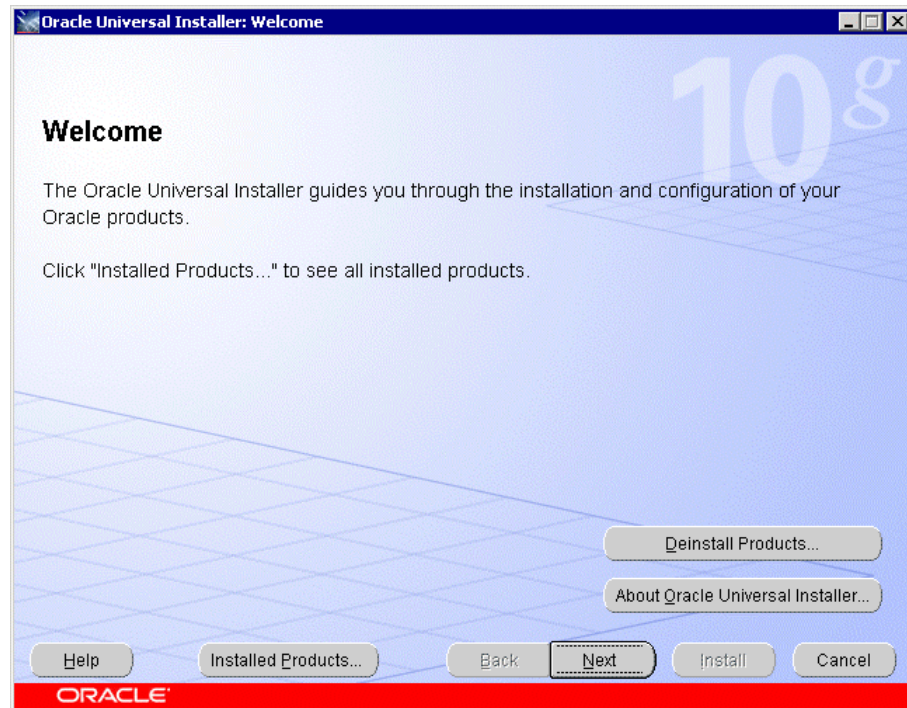 Oracle Universal Installer: Welcome
10g
Welcome
The Oracle Universal Installer guides you through the installation and configuration of your
Oracle products.
Click "Installed Products..." to see all installed products.
Deinstall Products...
About Oracle Universal Installer...
Help
Installed Products...
Back
Next
Install
Cancel
ORACLE